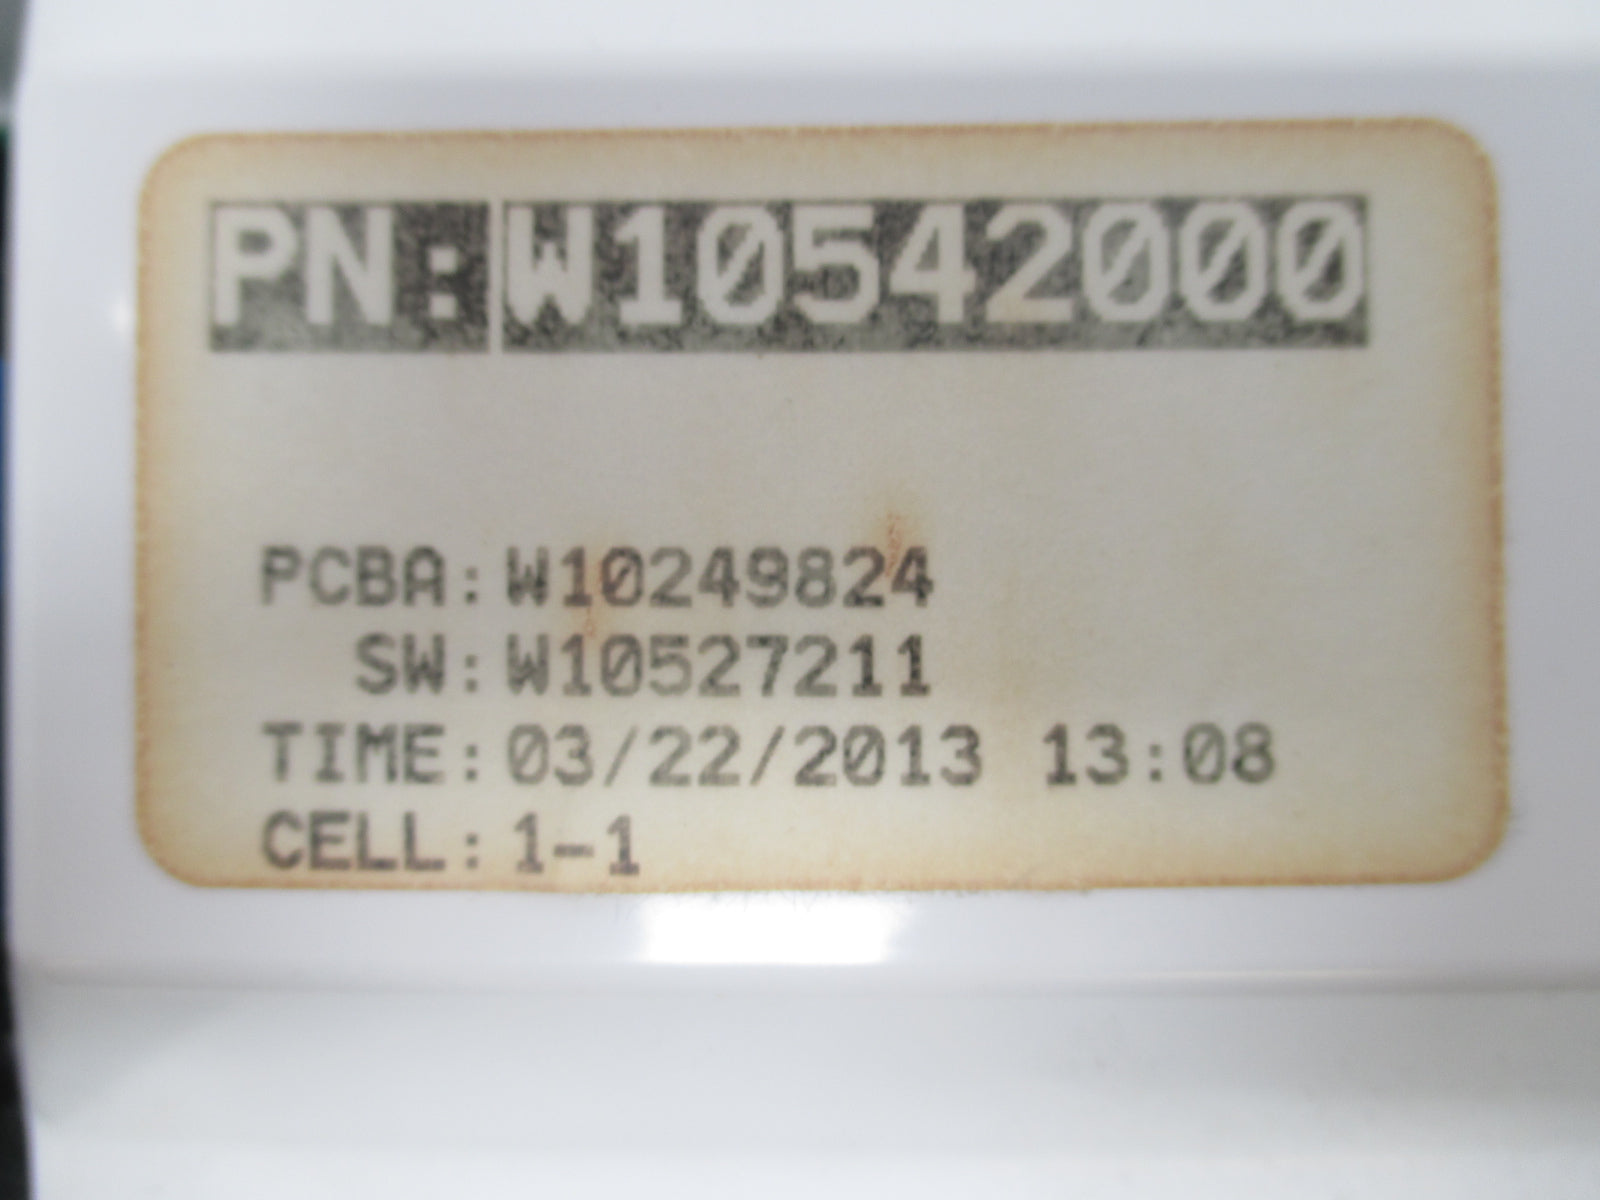 PN:W10542000
PCBA:W10249824
SW:W10527211
TIME:03/22/2013 13:08
CELL:1-1